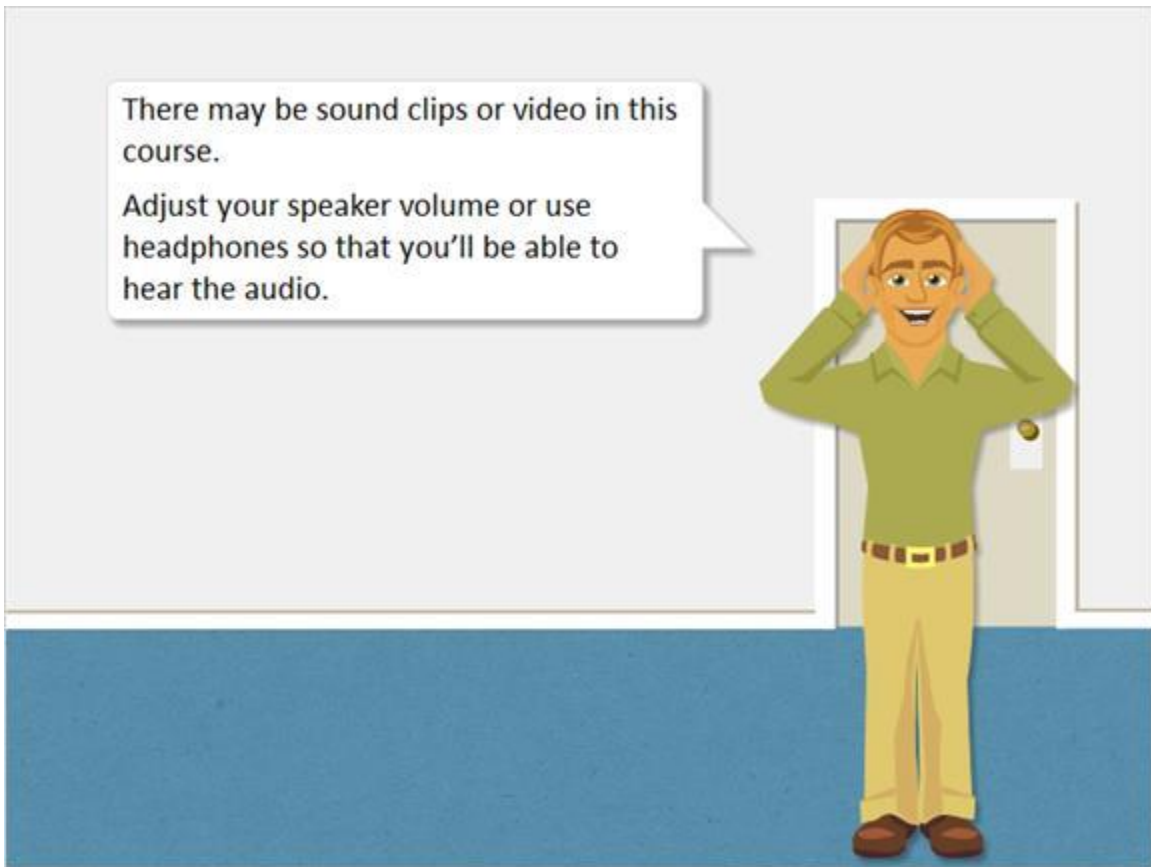 There may be sound clips or video in this
course.
Adjust your speaker volume or use
headphones so that you’ll be able to
hear the audio.